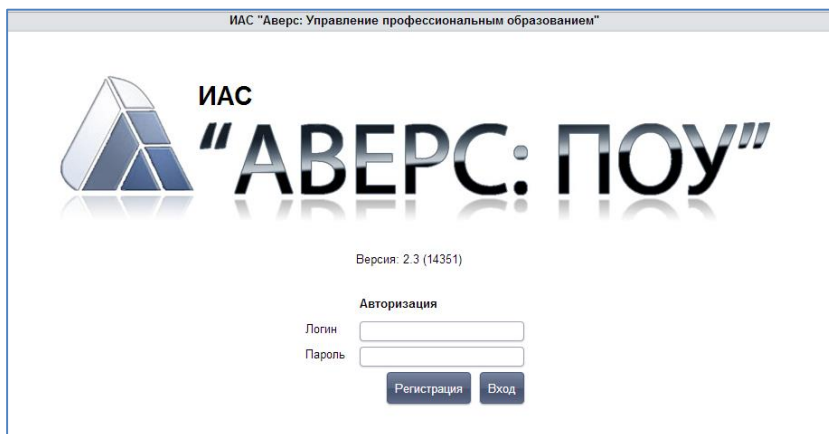 ИАС "Аверс: Управление профессиональным образованием"
ИАС
"АВЕРС: ПОУ"
Версия: 2.3 (14351)
Авторизация
Логин
Пароль
Регистрация Вход